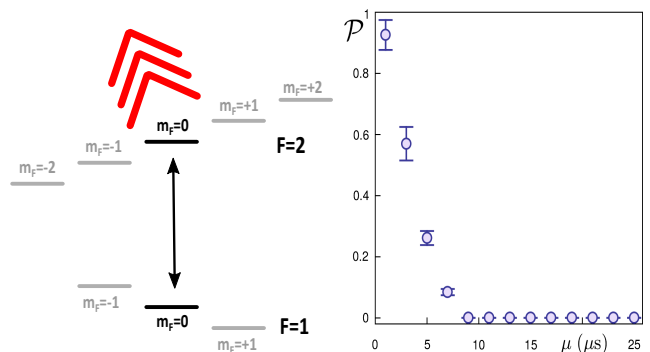 m_F=+2
m_F=+1
m_F=0
F=2
m_F=-1
m_F=-2
m_F=-1
m_F=0
F=1
m_F=+1
𝒫
1
0.8
0.6
0.4
0.2
0
0 5 10 15 20 25
μ (μs)